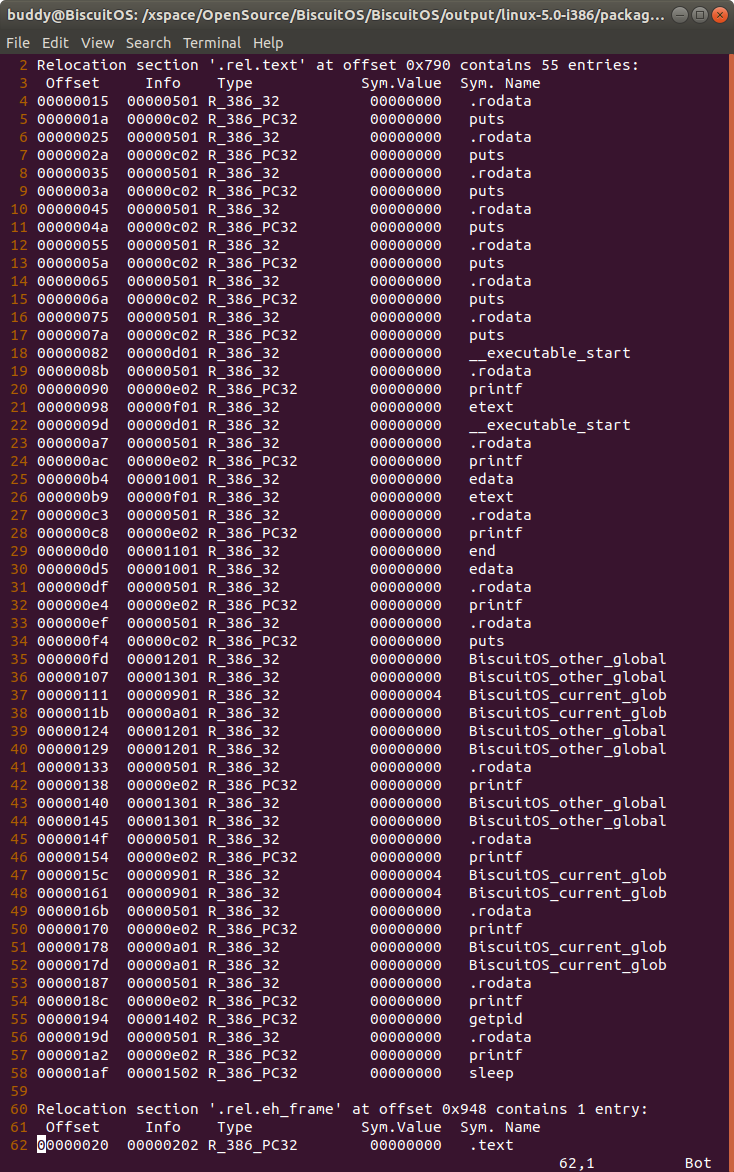 buddy@BiscuitOS: /xspace/OpenSource/BiscuitOS/BiscuitOS/output/linux-5.0-i386/packag...
File Edit View Search Terminal Help
2 Relocation section '.rel.text' at offset 0x790 contains 55 entries:
3 Offset Info Type Sym.Value Sym. Name
4 00000015 00000501 R_386_32 00000000 .rodata
5 0000001a 00000c02 R_386_PC32 00000000 puts
6 00000025 00000501 R_386_32 00000000 .rodata
7 0000002a 00000c02 R_386_PC32 00000000 puts
8 00000035 00000501 R_386_32 00000000 .rodata
9 0000003a 00000c02 R_386_PC32 00000000 puts
10 00000045 00000501 R_386_32 00000000 .rodata
11 0000004a 00000c02 R_386_PC32 00000000 puts
12 00000055 00000501 R_386_32 00000000 .rodata
13 0000005a 00000c02 R_386_PC32 00000000 puts
14 00000065 00000501 R_386_32 00000000 .rodata
15 0000006a 00000c02 R_386_PC32 00000000 puts
16 00000075 00000501 R_386_32 00000000 .rodata
17 0000007a 00000c02 R_386_PC32 00000000 puts
18 00000082 00000d01 R_386_32 00000000 __executable_start
19 0000008b 00000501 R_386_32 00000000 .rodata
20 00000090 00000e02 R_386_PC32 00000000 printf
21 00000098 00000f01 R_386_32 00000000 etext
22 0000009d 00000d01 R_386_32 00000000 __executable_start
23 000000a7 00000501 R_386_32 00000000 .rodata
24 000000ac 00000e02 R_386_PC32 00000000 printf
25 000000b4 00001001 R_386_32 00000000 edata
26 000000b9 00000f01 R_386_32 00000000 etext
27 000000c3 00000501 R_386_32 00000000 .rodata
28 000000c8 00000e02 R_386_PC32 00000000 printf
29 000000d0 00001101 R_386_32 00000000 end
30 000000d5 00001001 R_386_32 00000000 edata
31 000000df 00000501 R_386_32 00000000 .rodata
32 000000e4 00000e02 R_386_PC32 00000000 printf
33 000000ef 00000501 R_386_32 00000000 .rodata
34 000000f4 00000c02 R_386_PC32 00000000 puts
35 000000fd 00001201 R_386_32 00000000 BiscuitOS_other_global
36 00000107 00001301 R_386_32 00000000 BiscuitOS_other_global
37 00000111 00000901 R_386_32 00000004 BiscuitOS_current_glob
38 0000011b 00000a01 R_386_32 00000000 BiscuitOS_current_glob
39 00000124 00001201 R_386_32 00000000 BiscuitOS_other_global
40 00000129 00001201 R_386_32 00000000 BiscuitOS_other_global
41 00000133 00000501 R_386_32 00000000 .rodata
42 00000138 00000e02 R_386_PC32 00000000 printf
43 00000140 00001301 R_386_32 00000000 BiscuitOS_other_global
44 00000145 00001301 R_386_32 00000000 BiscuitOS_other_global
45 0000014f 00000501 R_386_32 00000000 .rodata
46 00000154 00000e02 R_386_PC32 00000000 printf
47 0000015c 00000901 R_386_32 00000004 BiscuitOS_current_glob
48 00000161 00000901 R_386_32 00000004 BiscuitOS_current_glob
49 0000016b 00000501 R_386_32 00000000 .rodata
50 00000170 00000e02 R_386_PC32 00000000 printf
51 00000178 00000a01 R_386_32 00000000 BiscuitOS_current_glob
52 0000017d 00000a01 R_386_32 00000000 BiscuitOS_current_glob
53 00000187 00000501 R_386_32 00000000 .rodata
54 0000018c 00000e02 R_386_PC32 00000000 printf
55 00000194 00001402 R_386_PC32 00000000 getpid
56 0000019d 00000501 R_386_32 00000000 .rodata
57 000001a2 00000e02 R_386_PC32 00000000 printf
58 000001af 00001502 R_386_PC32 00000000 sleep
59
60 Relocation section '.rel.eh_frame' at offset 0x948 contains 1 entry:
61 Offset Info Type Sym.Value Sym. Name
62 00000020 00000202 R_386_PC32 00000000 .text
62,1 Bot